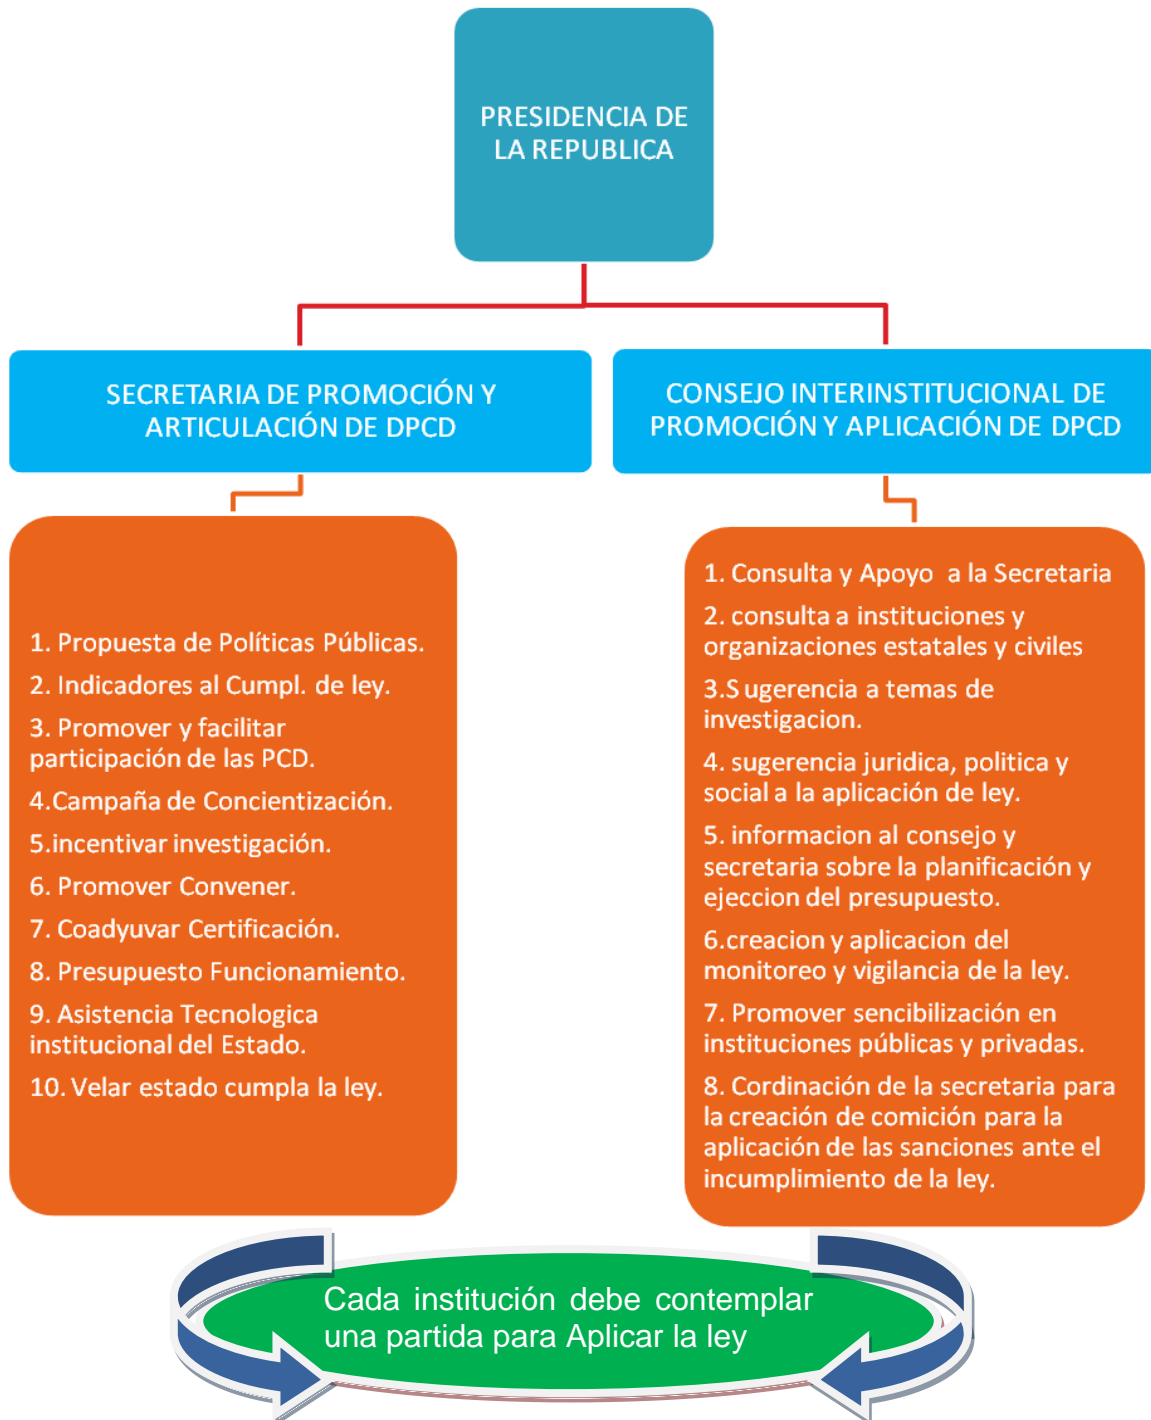 PRESIDENCIA DE
LA REPUBLICA
SECRETARIA DE PROMOCIÓN Y
ARTICULACIÓN DE DPCD
CONSEJO INTERINSTITUCIONAL DE
PROMOCIÓN Y APLICACIÓN DE DPCD
1. Propuesta de Políticas Públicas.
2. Indicadores al Cumpl. de ley.
3. Promover y facilitar
participación de las PCD.
4.Campaña de Concientización.
5.incentivar investigación.
6. Promover Convener.
7. Coadyuvar Certificación.
8. Presupuesto Funcionamiento.
9. Asistencia Tecnologica
institucional del Estado.
10. Velar estado cumpla la ley.
1. Consulta y Apoyo a la Secretaria
2. consulta a instituciones y
organizaciones estatales y civiles
3.S ugerencia a temas de
investigacion.
4. sugerencia juridica, politica y
social a la aplicación de ley.
5. informacion al consejo y
secretaria sobre la planificación y
ejeccion del presupuesto.
6.creacion y aplicacion del
monitoreo y vigilancia de la ley.
7. Promover sencibilización en
instituciones públicas y privadas.
8. Cordinación de la secretaria para
la creación de comición para la
aplicación de las sanciones ante el
incumplimiento de la ley.
Cada institución debe contemplar
una partida para Aplicar la ley